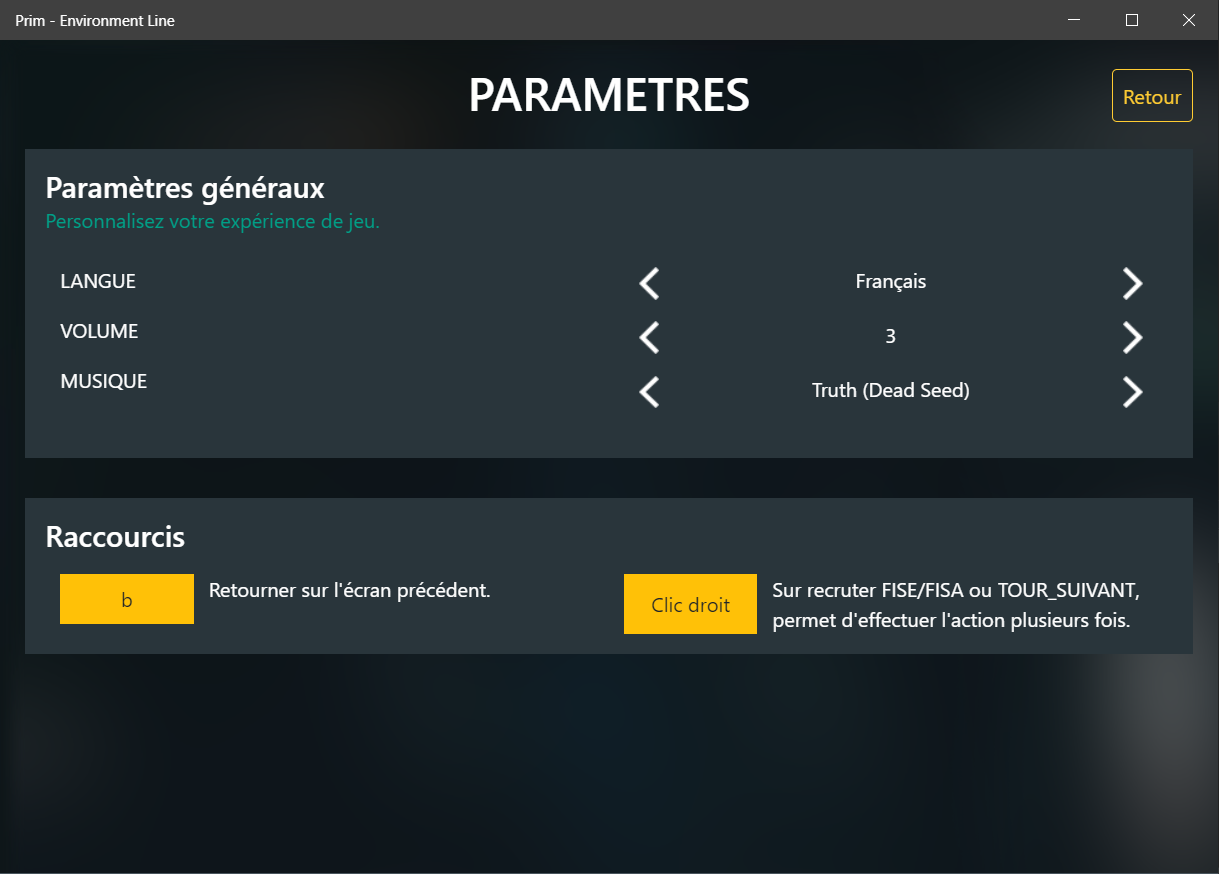 Prim - Environment Line
PARAMETRES
Retour
Paramètres généraux
Personnalisez votre expérience de jeu.
LANGUE
Français
VOLUME
3
MUSIQUE
Truth (Dead Seed)
Raccourcis
b
Retourner sur l'écran précédent.
Clic droit
Sur recruter FISE/FISA ou TOUR_SUIVANT,
permet d'effectuer l'action plusieurs fois.